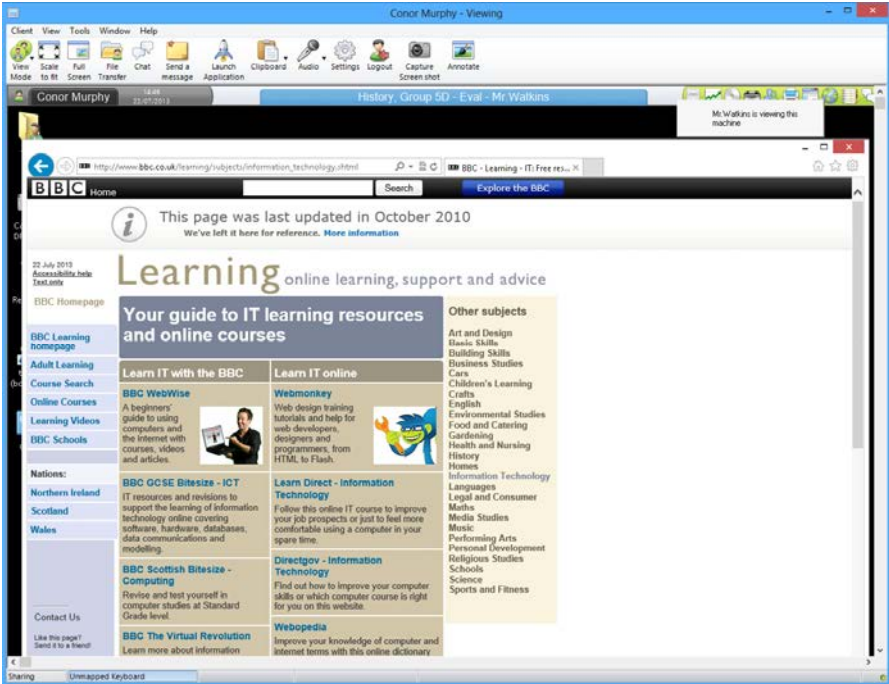 Conor Murphy - Viewing
Client View Tools Window Help
View Mode
Scale to fit
Full Screen
File Transfer
Chat
Send a message
Launch Application
Clipboard
Audio
Settings
Logout
Capture Screen shot
Annotate
Conor Murphy
22/07/2013
History, Group 5D - Eval - Mr Watkins
Mr.Watkins is viewing this
machine
http://www.bbc.co.uk/learning/subjects/information_technology.shtml
BBC - Learning - IT: Free res...
BBC Home
Search
Explore the BBC
This page was last updated in October 2010
We've left it here for reference. More information
22 July 2013
Accessibility help
Text only
BBC Homepage
BBC Learning
homepage
Adult Learning
Course Search
Online Courses
Learning Videos
BBC Schools
Nations:
Northern Ireland
Scotland
Wales
Contact Us
Like this page?
Send it to a friend!
Learning online learning, support and advice
Your guide to IT learning resources
and online courses
Learn IT with the BBC
BBC WebWise
A beginners'
guide to using
computers and
the internet with
courses, videos
and articles.
BBC GCSE Bitesize - ICT
IT resources and revisions to
support the learning of information
technology online covering
software, hardware, databases,
data communications and
modelling.
BBC Scottish Bitesize -
Computing
Revise and test yourself in
computer studies at Standard
Grade level.
BBC The Virtual Revolution
Learn more about information
Learn IT online
Webmonkey
Web design training
tutorials and help for
web developers,
designers and
programmers, from
HTML to Flash.
Learn Direct - Information
Technology
Follow this online IT course to improve
your job prospects or just to feel more
comfortable using a computer in your
spare time.
Directgov - Information
Technology
Find out how to improve your computer
skills or which computer course is right
for you on this website.
Webopedia
Improve your knowledge of computer and
internet terms with this online dictionary
Other subjects
Art and Design
Basic Skills
Building Skills
Business Studies
Cars
Children's Learning
Crafts
English
Environmental Studies
Food and Catering
Gardening
Health and Nursing
History
Homes
Information Technology
Languages
Legal and Consumer
Maths
Media Studies
Music
Performing Arts
Personal Development
Religious Studies
Schools
Science
Sports and Fitness
Sharing
Unmapped Keyboard